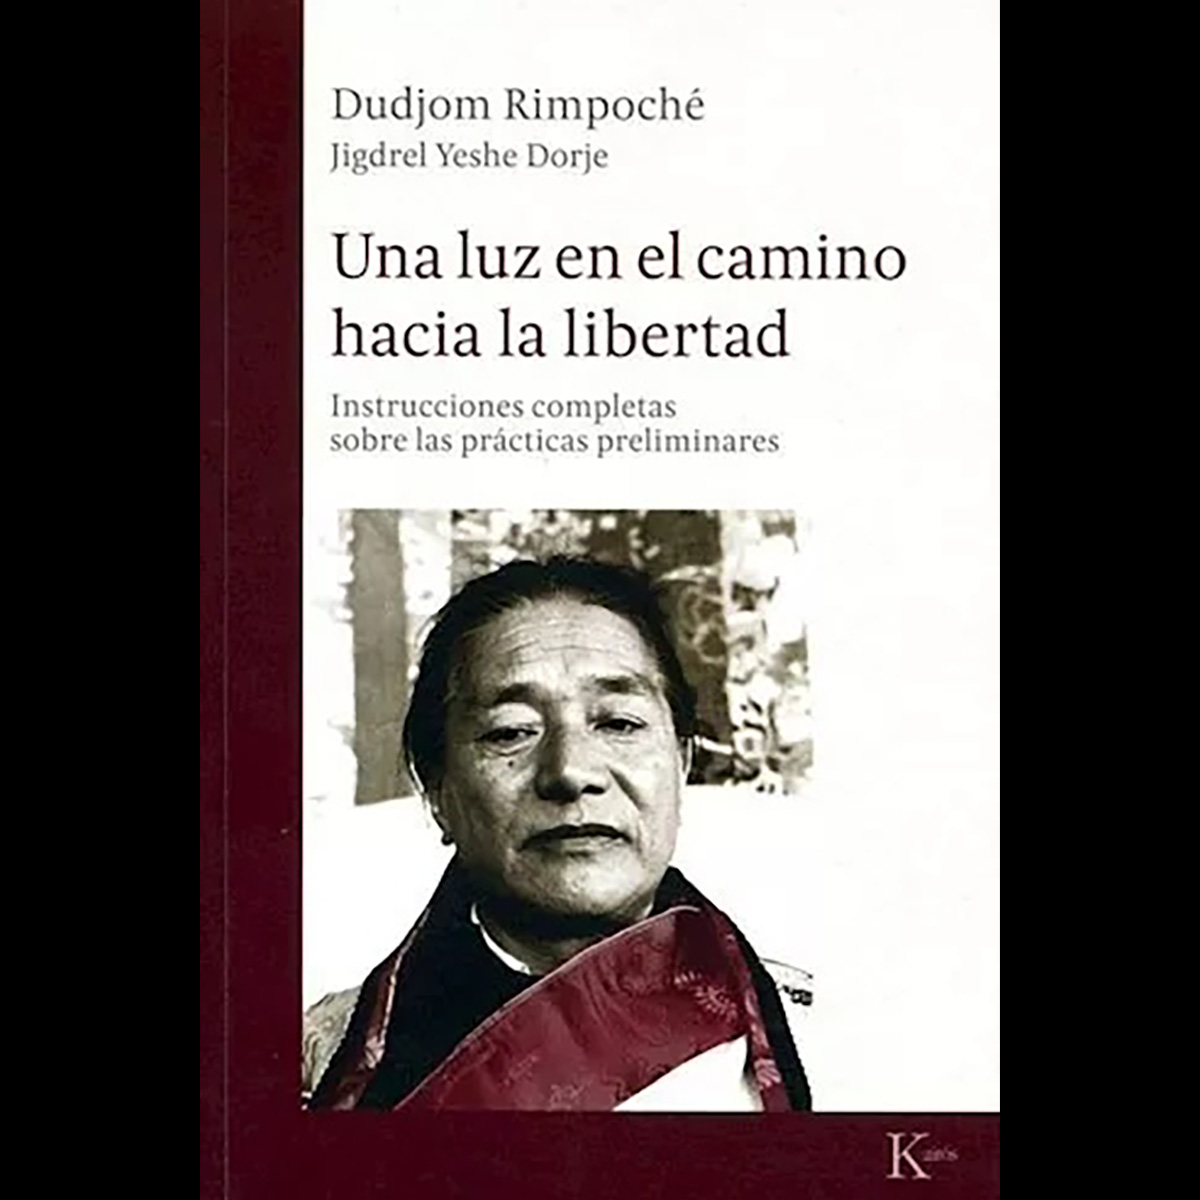 Dudjom Rimpoché
Jigdrel Yeshe Dorje
Una luz en el camino
hacia la libertad
Instrucciones completas
sobre las prácticas preliminares
Kairós